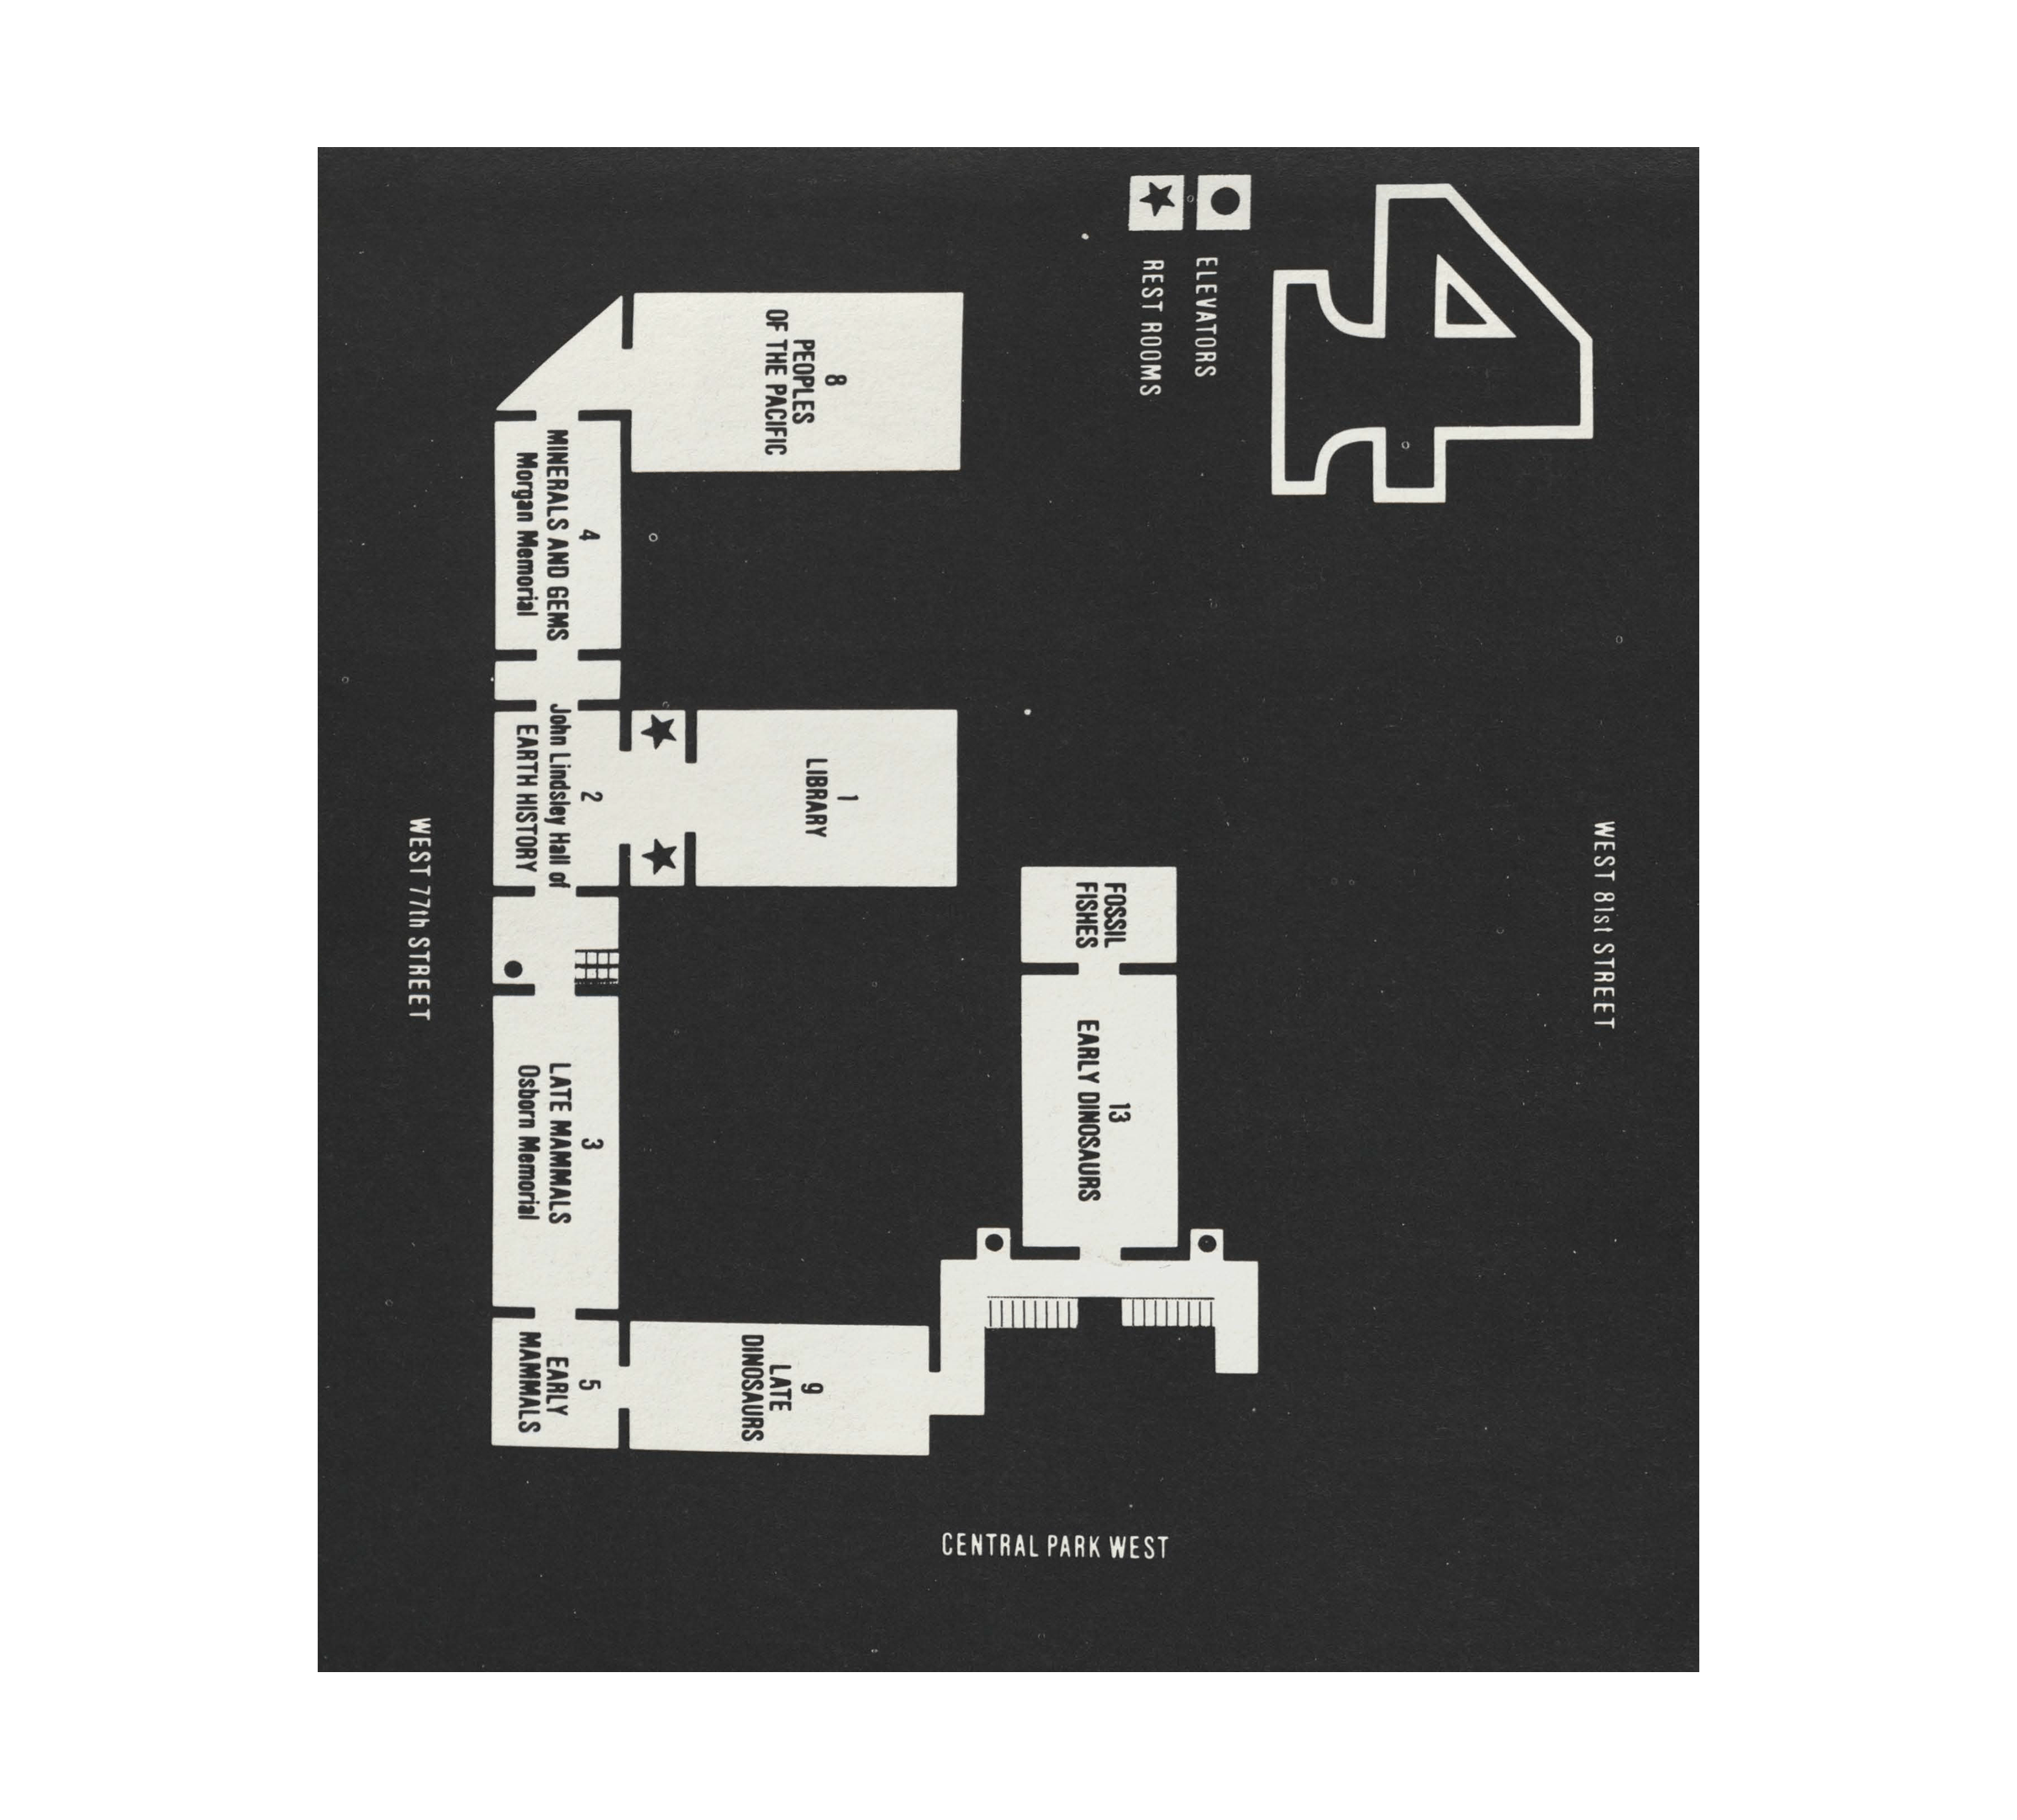 4
ELEVATORS
REST ROOMS
8
PEOPLES
OF THE PACIFIC
4
MINERALS AND GEMS
Morgan Memorial
1
LIBRARY
2
John Lindsley Hall of
EARTH HISTORY
FOSSIL
FISHES
13
EARLY DINOSAURS
3
LATE MAMMALS
Osborn Memorial
9
LATE
DINOSAURS
5
EARLY
MAMMALS
WEST 81st STREET
WEST 77th STREET
CENTRAL PARK WEST